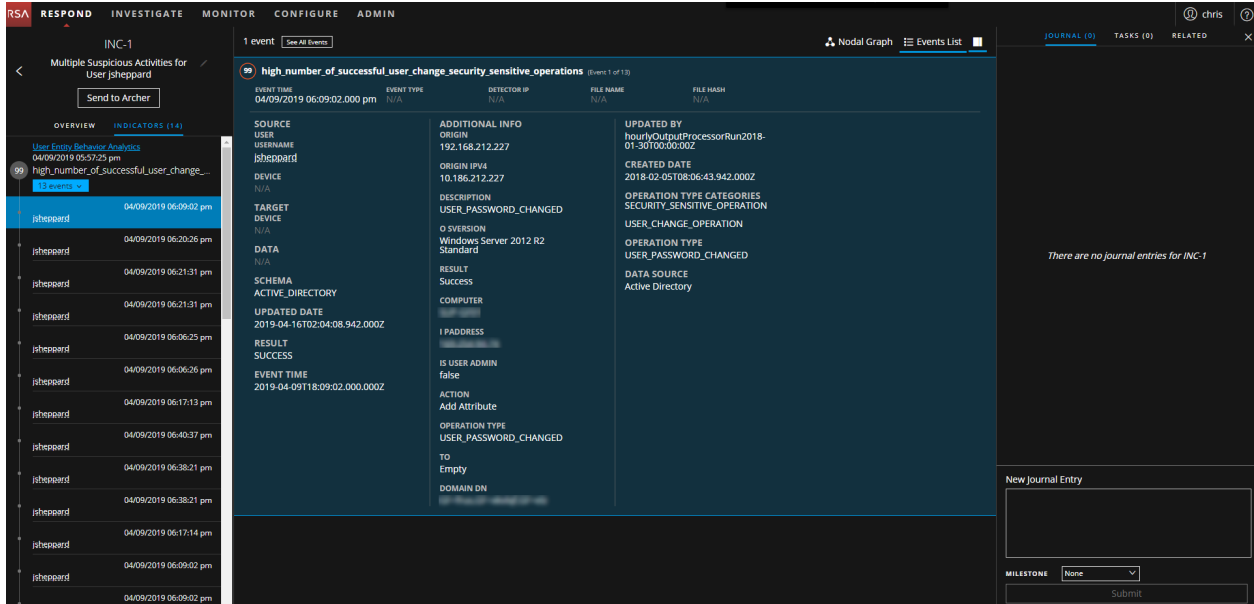 RSA RESPOND INVESTIGATE MONITOR CONFIGURE ADMIN chris ?
INC-1
Multiple Suspicious Activities for
User jsheppard
Send to Archer
OVERVIEW INDICATORS (14)
User Entity Behavior Analytics
04/09/2019 05:57:25 pm
99 high_number_of_successful_user_change_...
13 events
04/09/2019 06:09:02 pm
jsheppard
04/09/2019 06:20:26 pm
jsheppard
04/09/2019 06:21:31 pm
jsheppard
04/09/2019 06:21:31 pm
jsheppard
04/09/2019 06:06:25 pm
jsheppard
04/09/2019 06:06:26 pm
jsheppard
04/09/2019 06:17:13 pm
jsheppard
04/09/2019 06:40:37 pm
jsheppard
04/09/2019 06:38:21 pm
jsheppard
04/09/2019 06:38:21 pm
jsheppard
04/09/2019 06:17:14 pm
jsheppard
04/09/2019 06:09:02 pm
jsheppard
04/09/2019 06:09:02 pm
1 event See All Events Nodal Graph Events List
99 high_number_of_successful_user_change_security_sensitive_operations (Event 1 of 13)
EVENT TIME EVENT TYPE DETECTOR IP FILE NAME FILE HASH
04/09/2019 06:09:02.000 pm N/A N/A N/A N/A
SOURCE
USER
USERNAME
jsheppard
DEVICE
N/A
TARGET
DEVICE
N/A
DATA
N/A
SCHEMA
ACTIVE_DIRECTORY
UPDATED DATE
2019-04-16T02:04:08.942.000Z
RESULT
SUCCESS
EVENT TIME
2019-04-09T18:09:02.000.000Z
ADDITIONAL INFO
ORIGIN
192.168.212.227
ORIGIN IPV4
10.186.212.227
DESCRIPTION
USER_PASSWORD_CHANGED
O SVERSION
Windows Server 2012 R2
Standard
RESULT
Success
COMPUTER
I PADDRESS
IS USER ADMIN
false
ACTION
Add Attribute
OPERATION TYPE
USER_PASSWORD_CHANGED
TO
Empty
DOMAIN DN
UPDATED BY
hourlyOutputProcessorRun2018-
01-30T00:00:00Z
CREATED DATE
2018-02-05T08:06:43.942.000Z
OPERATION TYPE CATEGORIES
SECURITY_SENSITIVE_OPERATION
USER_CHANGE_OPERATION
OPERATION TYPE
USER_PASSWORD_CHANGED
DATA SOURCE
Active Directory
JOURNAL (0) TASKS (0) RELATED
There are no journal entries for INC-1
New Journal Entry
MILESTONE None
Submit